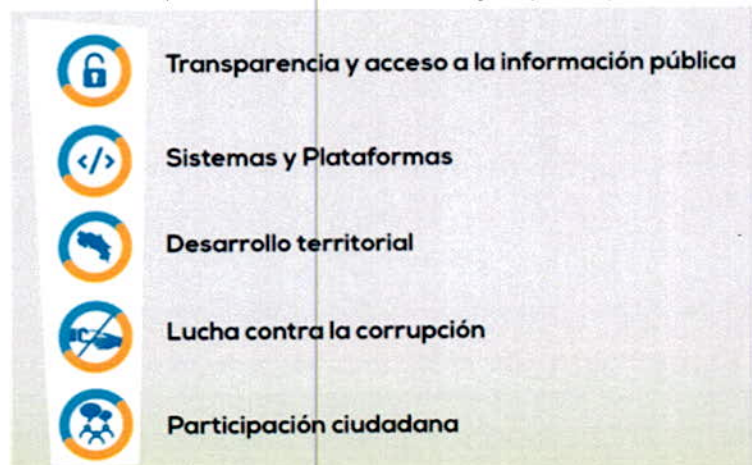 Transparencia y acceso a la información pública
Sistemas y Plataformas
Desarrollo territorial
Lucha contra la corrupción
Participación ciudadana